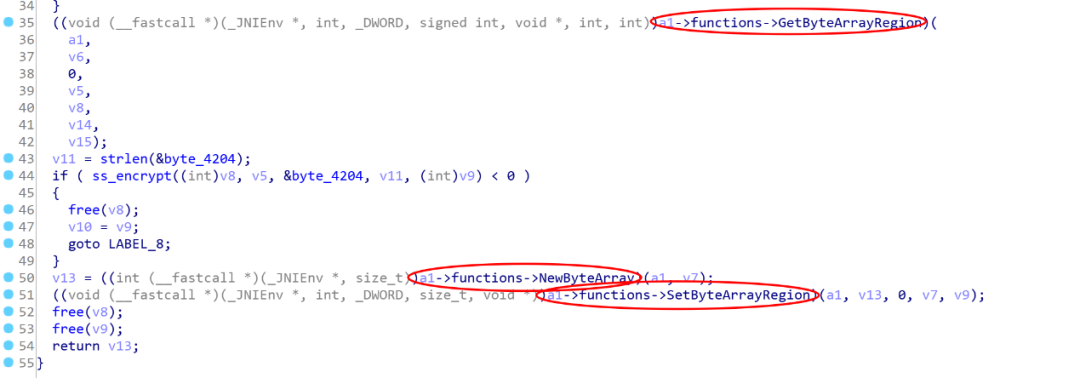 34 }
35 ((void (__fastcall *)(_JNIEnv *, int, _DWORD, signed int, void *, int, int))a1->functions->GetByteArrayRegion)(
36 a1,
37 v6,
38 0,
39 v5,
40 v8,
41 v14,
42 v15);
43 v11 = strlen(&byte_4204);
44 if ( ss_encrypt((int)v8, v5, &byte_4204, v11, (int)v9) < 0 )
45 {
46 free(v8);
47 v10 = v9;
48 goto LABEL_8;
49 }
50 v13 = ((int (__fastcall *)(_JNIEnv *, size_t))a1->functions->NewByteArray)(a1, v7);
51 ((void (__fastcall *)(_JNIEnv *, int, _DWORD, size_t, void *))a1->functions->SetByteArrayRegion)(a1, v13, 0, v7, v9);
52 free(v8);
53 free(v9);
54 return v13;
55 }